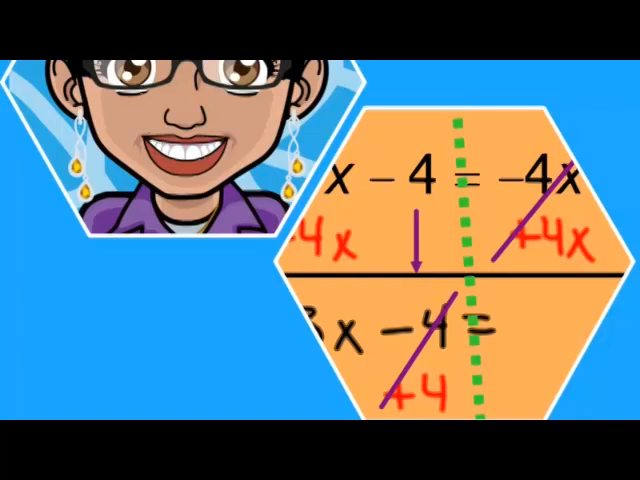 x − 4 = −4x
4x +4x
x − 4 =
+4